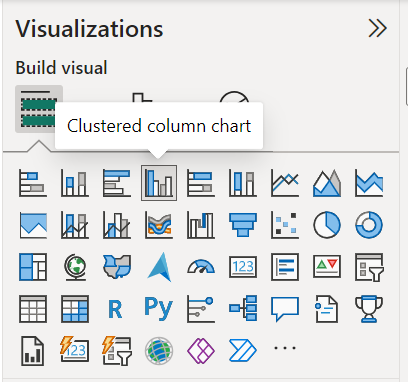 Visualizations
Build visual
Clustered column chart
123
R
Py
123